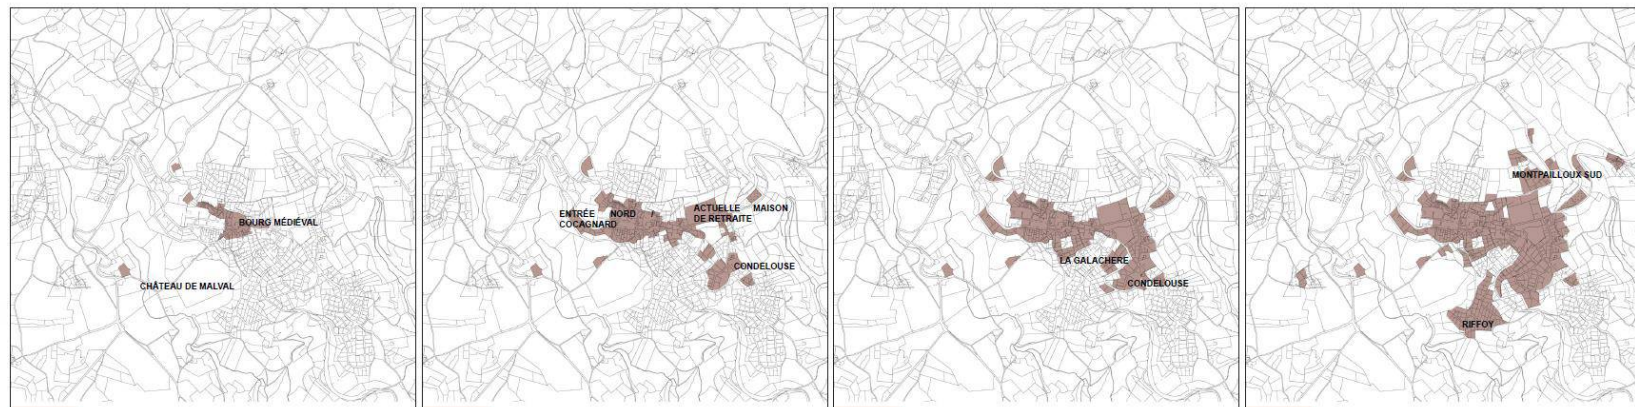 BOURG MÉDIÉVAL
CHÂTEAU DE MALVAL
ENTRÉE NORD /
COCAGNARD
ACTUELLE MAISON
DE RETRAITE
CONDELOUSE
LA GALACHERE
CONDELOUSE
MONTPAILLOUX SUD
RIFFOY